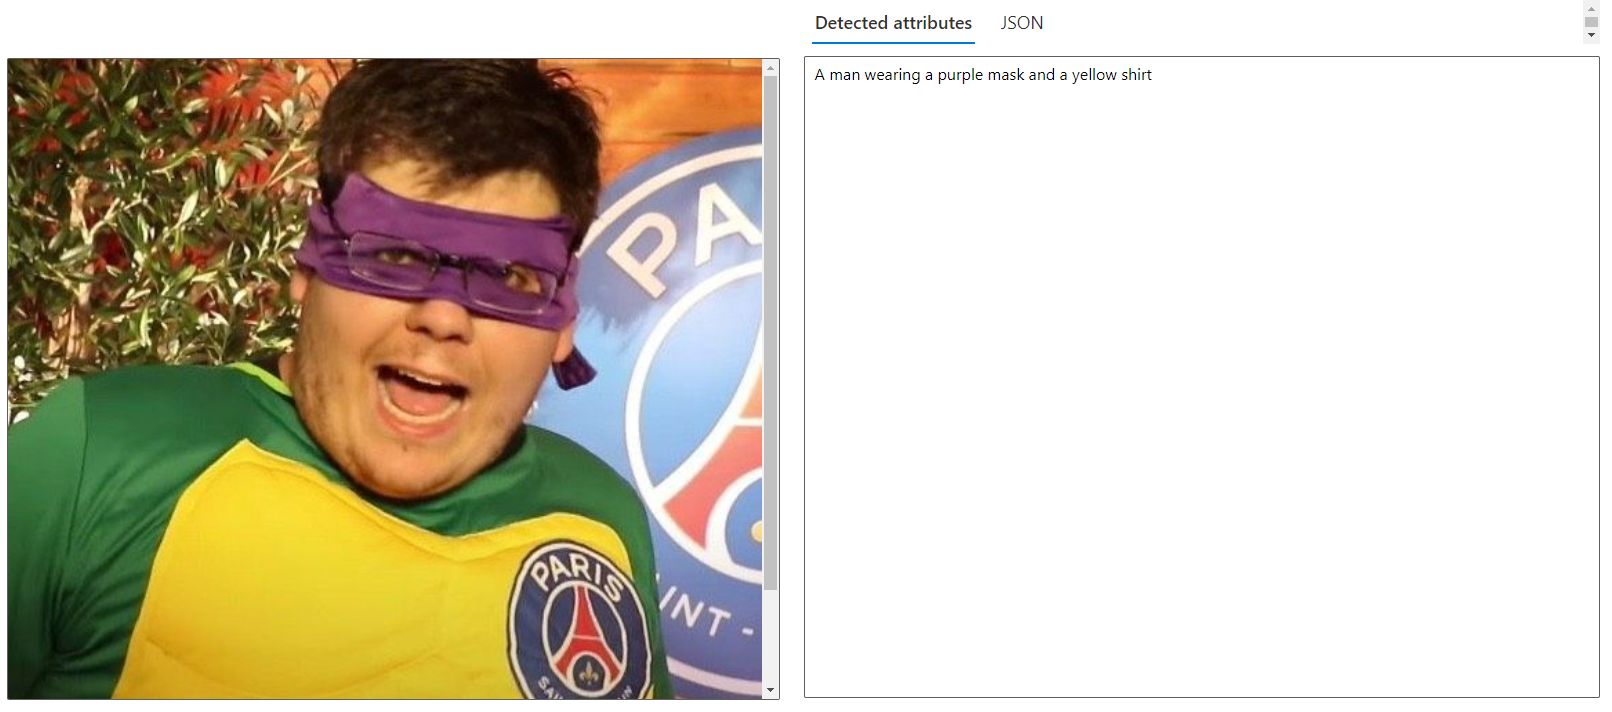 Detected attributes JSON
A man wearing a purple mask and a yellow shirt
PA
INT -
PARIS